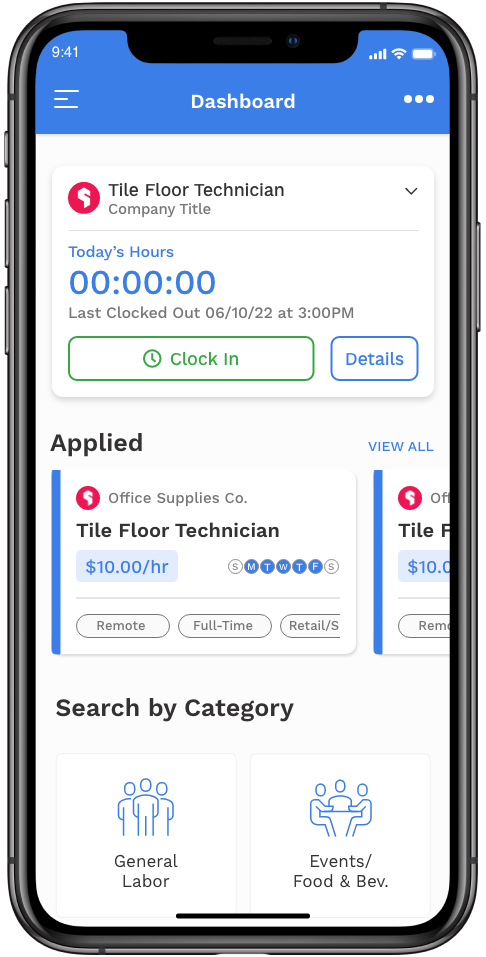 9:41
Dashboard
Tile Floor Technician
Company Title
Today's Hours
00:00:00
Last Clocked Out 06/10/22 at 3:00PM
Clock In
Details
Applied
VIEW ALL
Office Supplies Co.
Tile Floor Technician
$10.00/hr
S M T W T F S
Remote
Full-Time
Retail/S
Off
Tile F
$10.0
Remo
Search by Category
General
Labor
Events/
Food & Bev.